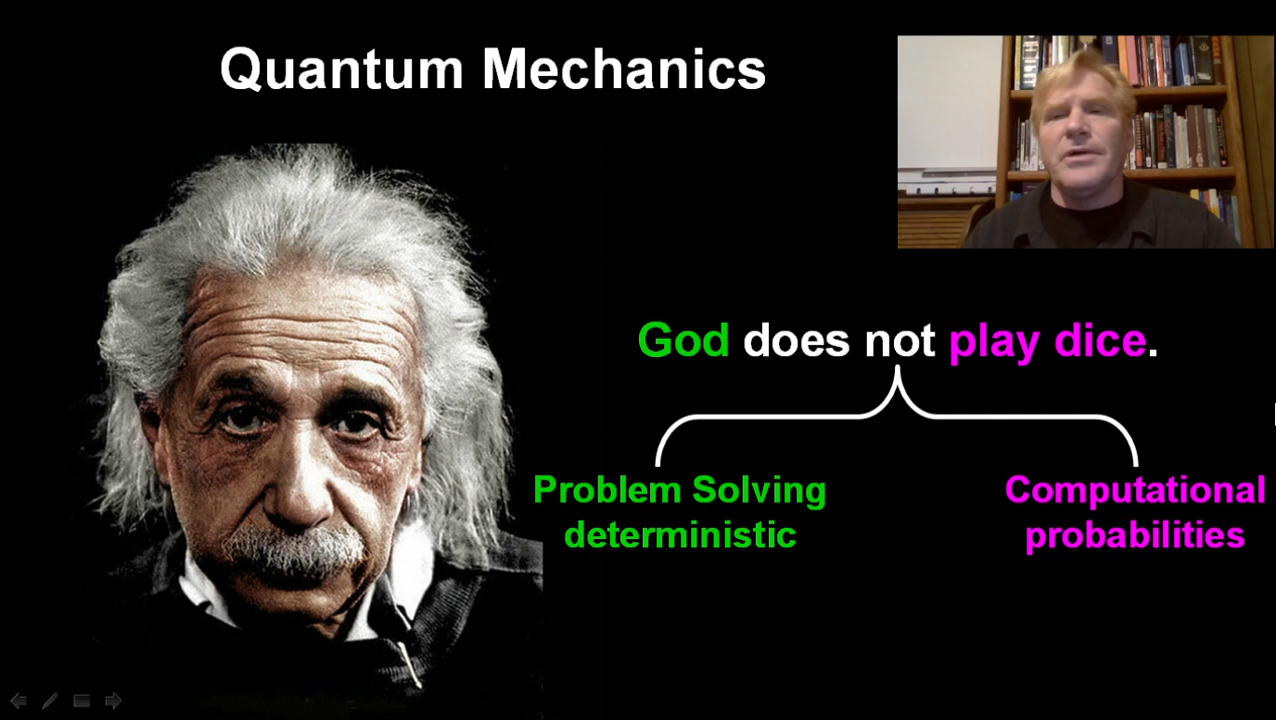 Quantum Mechanics
God does not play dice.
Problem Solving
deterministic
Computational
probabilities